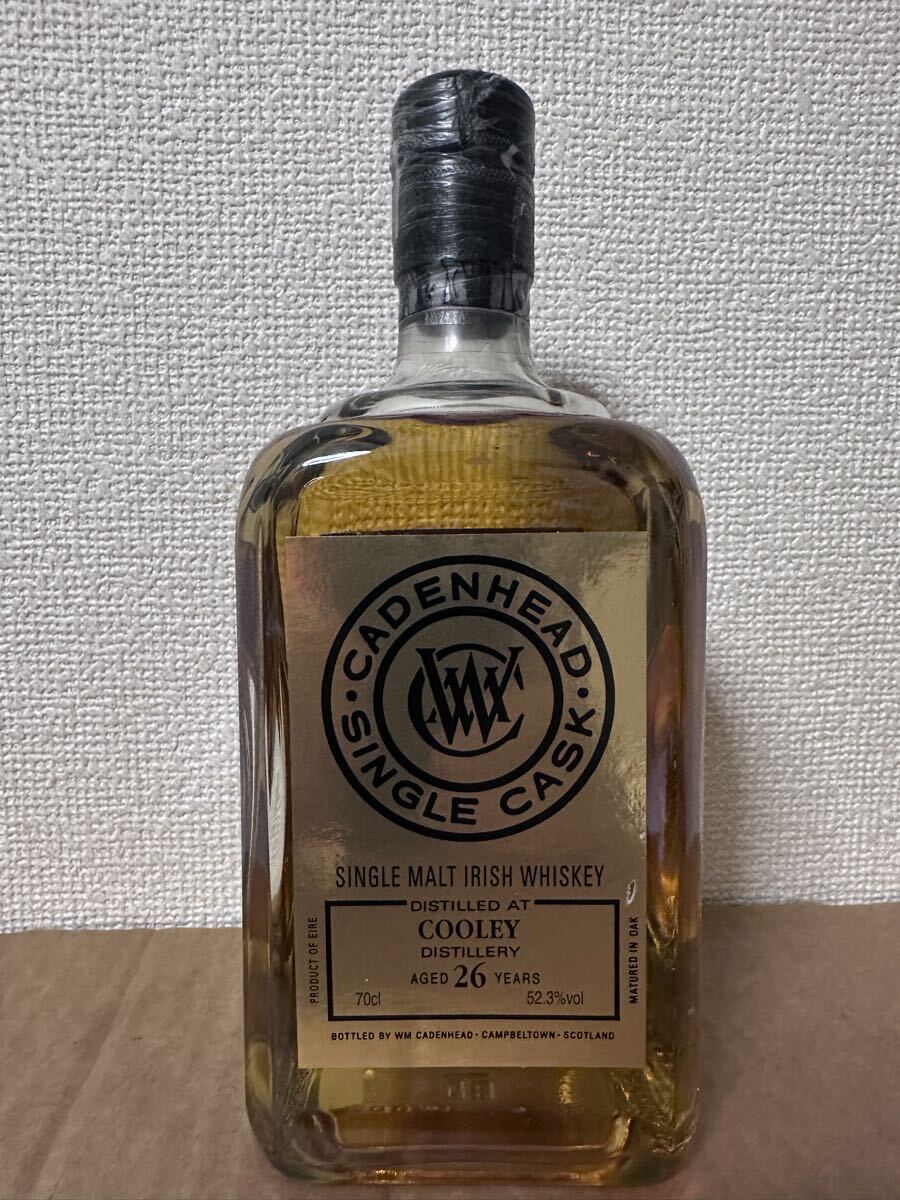 CADENHEAD
WC
SINGLE CASK
SINGLE MALT IRISH WHISKEY
DISTILLED AT
COOLEY
DISTILLERY
AGED 26 YEARS
70cl 52.3%vol
PRODUCT OF EIRE
MATURED IN OAK
BOTTLED BY WM CADENHEAD · CAMPBELTOWN · SCOTLAND